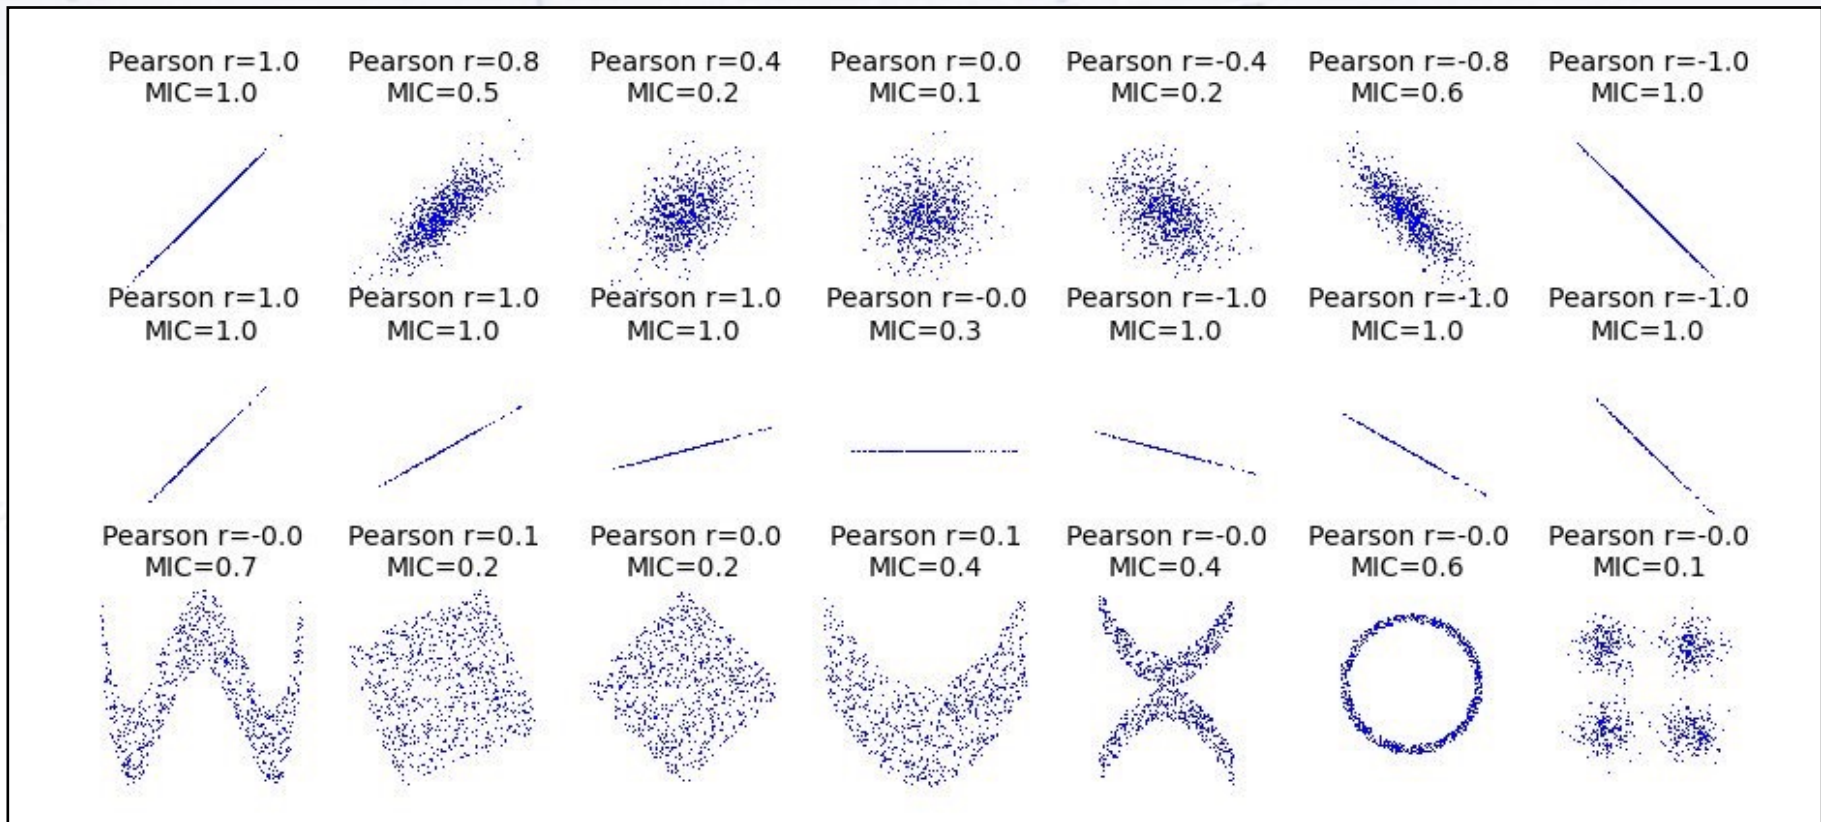 Pearson r=1.0 Pearson r=0.8 Pearson r=0.4 Pearson r=0.0 Pearson r=-0.4 Pearson r=-0.8 Pearson r=-1.0
MIC=1.0 MIC=0.5 MIC=0.2 MIC=0.1 MIC=0.2 MIC=0.6 MIC=1.0
Pearson r=1.0 Pearson r=1.0 Pearson r=1.0 Pearson r=-0.0 Pearson r=-1.0 Pearson r=-1.0 Pearson r=-1.0
MIC=1.0 MIC=1.0 MIC=1.0 MIC=0.3 MIC=1.0 MIC=1.0 MIC=1.0
Pearson r=-0.0 Pearson r=0.1 Pearson r=0.0 Pearson r=0.1 Pearson r=-0.0 Pearson r=-0.0 Pearson r=-0.0
MIC=0.7 MIC=0.2 MIC=0.2 MIC=0.4 MIC=0.4 MIC=0.6 MIC=0.1